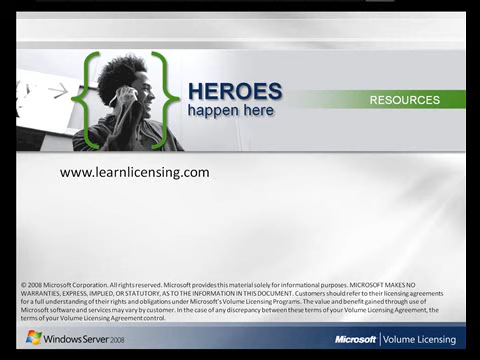 HEROES
happen here
RESOURCES
www.learnlicensing.com
© 2008 Microsoft Corporation. All rights reserved. Microsoft provides this material solely for informational purposes. MICROSOFT MAKES NO
WARRANTIES, EXPRESS, IMPLIED, OR STATUTORY, AS TO THE INFORMATION IN THIS DOCUMENT. Customers should refer to their licensing agreements
for a full understanding of their rights and obligations under Microsoft's Volume Licensing Programs. The value and benefit gained through use of
Microsoft software and services may vary by customer. In the case of any discrepancy between these terms of your Volume Licensing Agreement, the
terms of your Volume Licensing Agreement control.
Windows Server 2008
Microsoft | Volume Licensing